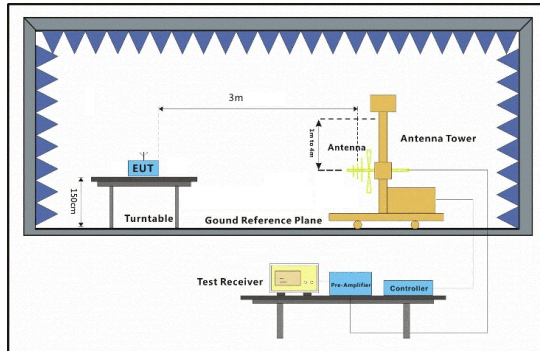 3m
1m to 4m
Antenna
Antenna Tower
EUT
150cm
Turntable
Gound Reference Plane
Test Receiver
Pre-Amplifier
Controller